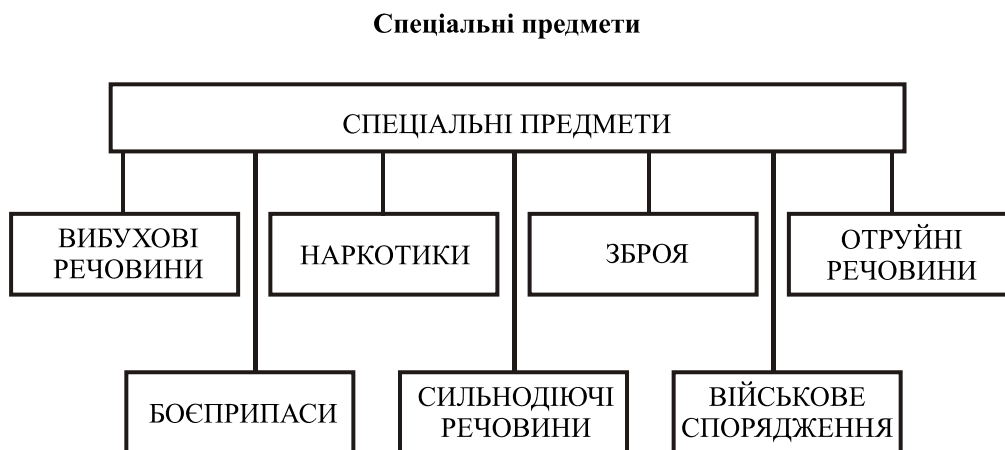 Спеціальні предмети
СПЕЦІАЛЬНІ ПРЕДМЕТИ
ВИБУХОВІ
РЕЧОВИНИ
НАРКОТИКИ
ЗБРОЯ
ОТРУЙНІ
РЕЧОВИНИ
БОЄПРИПАСИ
СИЛЬНОДІЮЧІ
РЕЧОВИНИ
ВІЙСЬКОВЕ
СПОРЯДЖЕННЯ